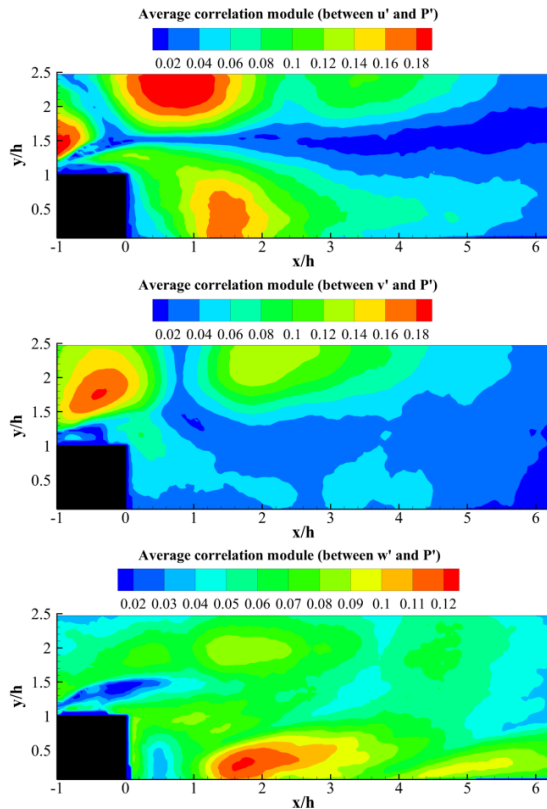 Average correlation module (between u' and P')
0.02 0.04 0.06 0.08 0.1 0.12 0.14 0.16 0.18
2.5
2
1.5
1
0.5
y/h
-1 0 1 2 3 4 5 6
x/h
Average correlation module (between v' and P')
0.02 0.04 0.06 0.08 0.1 0.12 0.14 0.16 0.18
2.5
2
1.5
1
0.5
y/h
-1 0 1 2 3 4 5 6
x/h
Average correlation module (between w' and P')
0.02 0.03 0.04 0.05 0.06 0.07 0.08 0.09 0.1 0.11 0.12
2.5
2
1.5
1
0.5
y/h
-1 0 1 2 3 4 5 6
x/h